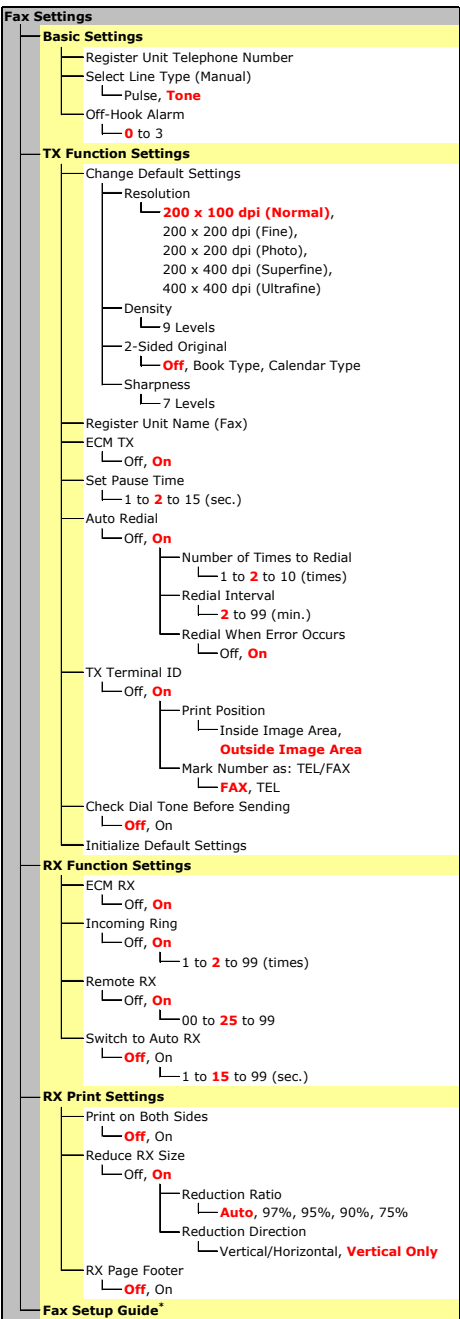 Fax Settings
Basic Settings
Register Unit Telephone Number
Select Line Type (Manual)
Pulse, Tone
Off-Hook Alarm
0 to 3
TX Function Settings
Change Default Settings
Resolution
200 x 100 dpi (Normal),
200 x 200 dpi (Fine),
200 x 200 dpi (Photo),
200 x 400 dpi (Superfine),
400 x 400 dpi (Ultrafine)
Density
9 Levels
2-Sided Original
Off, Book Type, Calendar Type
Sharpness
7 Levels
Register Unit Name (Fax)
ECM TX
Off, On
Set Pause Time
1 to 2 to 15 (sec.)
Auto Redial
Off, On
Number of Times to Redial
1 to 2 to 10 (times)
Redial Interval
2 to 99 (min.)
Redial When Error Occurs
Off, On
TX Terminal ID
Off, On
Print Position
Inside Image Area,
Outside Image Area
Mark Number as: TEL/FAX
FAX, TEL
Check Dial Tone Before Sending
Off, On
Initialize Default Settings
RX Function Settings
ECM RX
Off, On
Incoming Ring
Off, On
1 to 2 to 99 (times)
Remote RX
Off, On
00 to 25 to 99
Switch to Auto RX
Off, On
1 to 15 to 99 (sec.)
RX Print Settings
Print on Both Sides
Off, On
Reduce RX Size
Off, On
Reduction Ratio
Auto, 97%, 95%, 90%, 75%
Reduction Direction
Vertical/Horizontal, Vertical Only
RX Page Footer
Off, On
Fax Setup Guide*